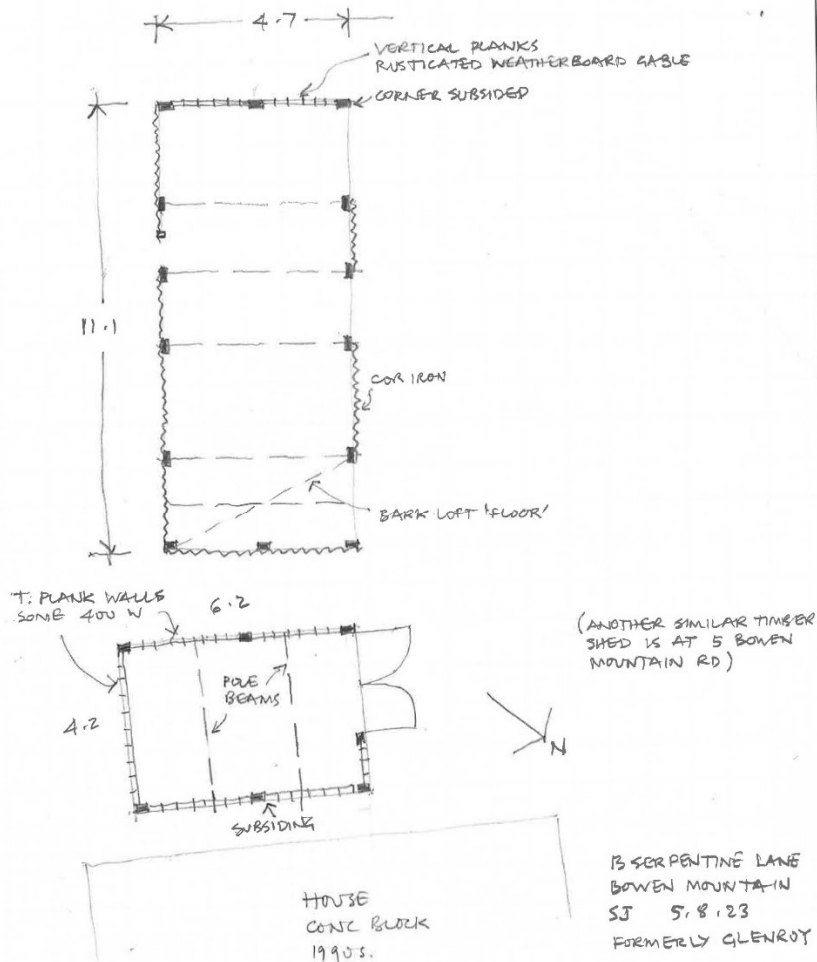 4.7
VERTICAL PLANKS
RUSTICATED WEATHERBOARD GABLE
CORNER SUBSIDED
11.1
COR IRON
BARK LOFT 'FLOOR'
T. PLANK WALLS
SOME 400 W
6.2
(ANOTHER SIMILAR TIMBER
SHED IS AT 5 BOWEN
MOUNTAIN RD)
POLE
BEAMS
4.2
N
SUBSIDING
HOUSE
CONC BLOCK
1990S.
13 SERPENTINE LANE
BOWEN MOUNTAIN
SJ 5.8.23
FORMERLY GLENROY